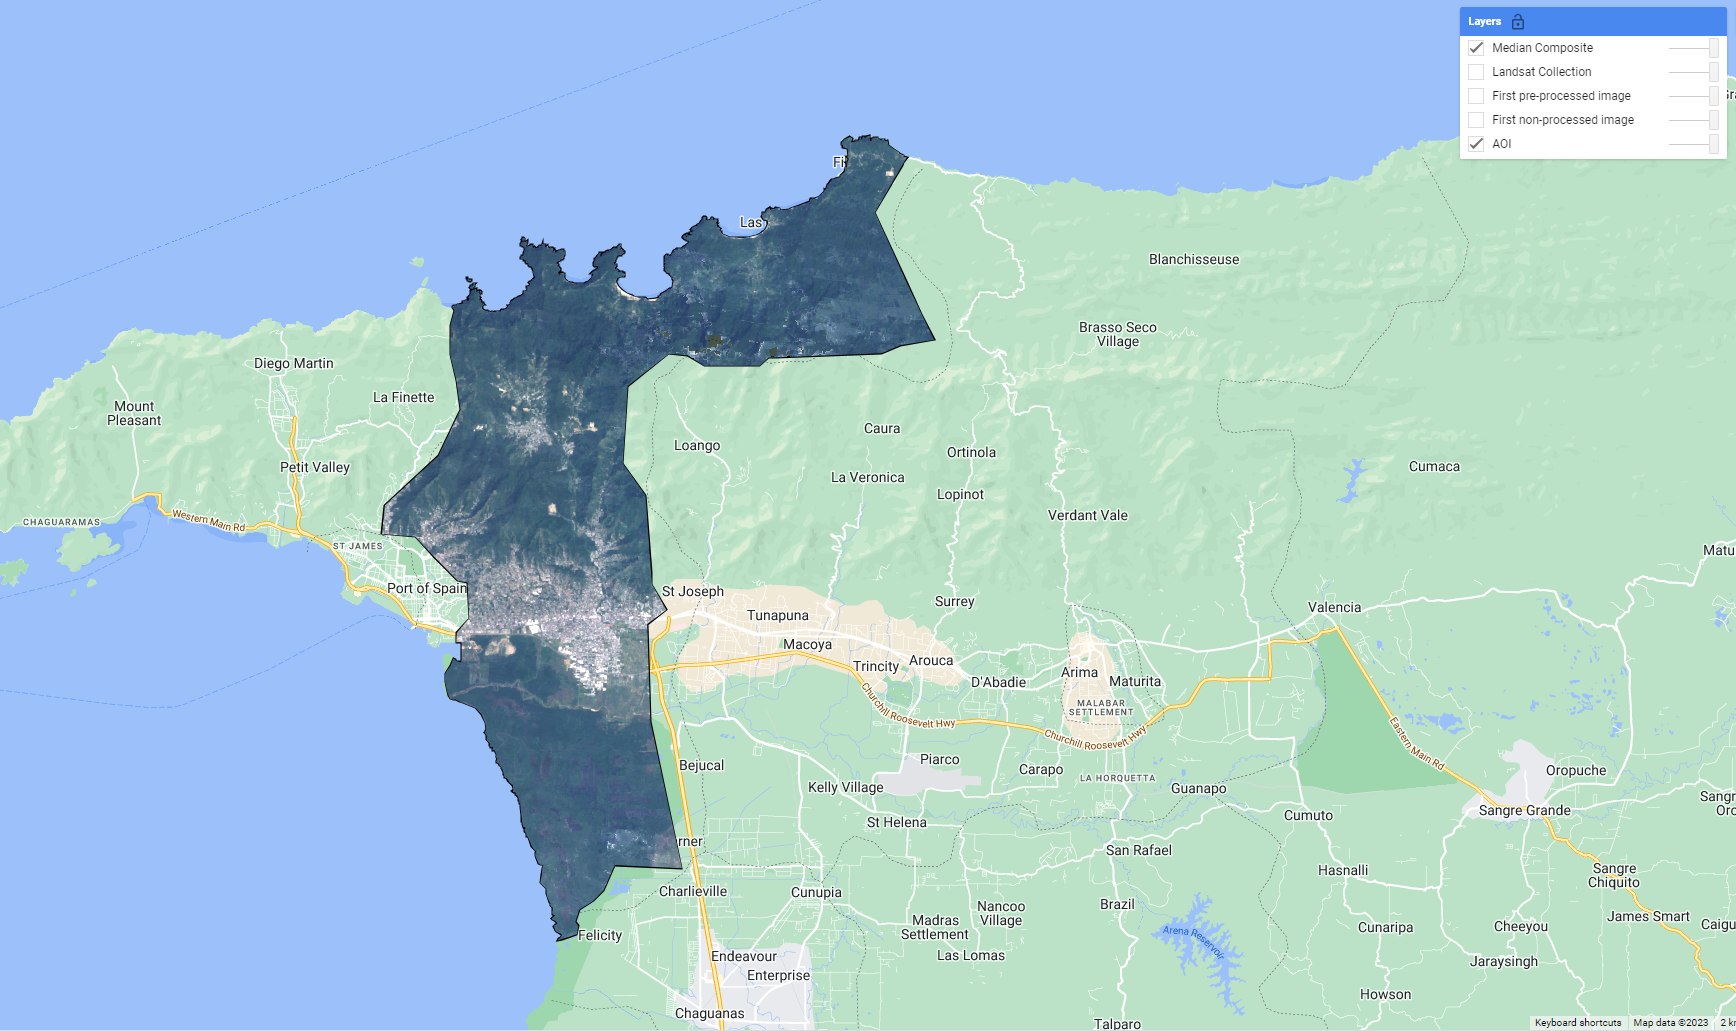 Layers
Median Composite
Landsat Collection
First pre-processed image
First non-processed image
AOI
Las
Blanchisseuse
Brasso Seco
Village
Diego Martin
La Finette
Mount
Pleasant
Petit Valley
Loango
Caura
Ortinola
La Veronica
Lopinot
Cumaca
Verdant Vale
CHAGUARAMAS
Western Main Rd
ST JAMES
Matu
Port of Spain
St Joseph
Surrey
Valencia
Tunapuna
Macoya
Trincity
Arouca
Arima
D'Abadie
Maturita
MALABAR
SETTLEMENT
Churchill Roosevelt Hwy
Churchill Roosevelt Hwy
Eastern Main Rd
Bejucal
Piarco
Carapo
LA HORQUETTA
Oropuche
Kelly Village
Guanapo
Sangr
Oro
Sangre Grande
St Helena
Cumuto
rner
San Rafael
Hasnalli
Sangre
Chiquito
Charlieville
Cunupia
Nancoo
Village
Brazil
James Smart
Madras
Settlement
Cunaripa
Cheeyou
Caigu
Felicity
Arena Reservoir
Endeavour
Las Lomas
Jaraysingh
Enterprise
Howson
Chaguanas
Talparo
Keyboard shortcuts
Map data ©2023
2 k